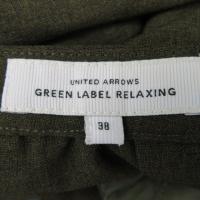 UNITED ARROWS
GREEN LABEL RELAXING
38